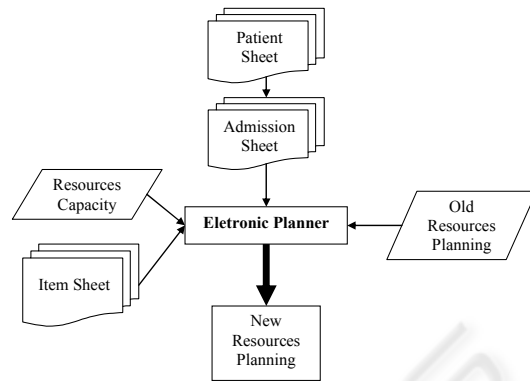 Patient
Sheet
Admission
Sheet
Resources
Capacity
Eletronic Planner
Old
Resources
Planning
Item Sheet
New
Resources
Planning